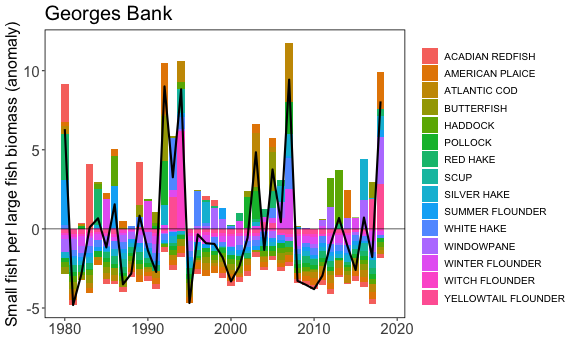 Georges Bank
Small fish per large fish biomass (anomaly)
10
5
0
-5
1980
1990
2000
2010
2020
ACADIAN REDFISH
AMERICAN PLAICE
ATLANTIC COD
BUTTERFISH
HADDOCK
POLLOCK
RED HAKE
SCUP
SILVER HAKE
SUMMER FLOUNDER
WHITE HAKE
WINDOWPANE
WINTER FLOUNDER
WITCH FLOUNDER
YELLOWTAIL FLOUNDER